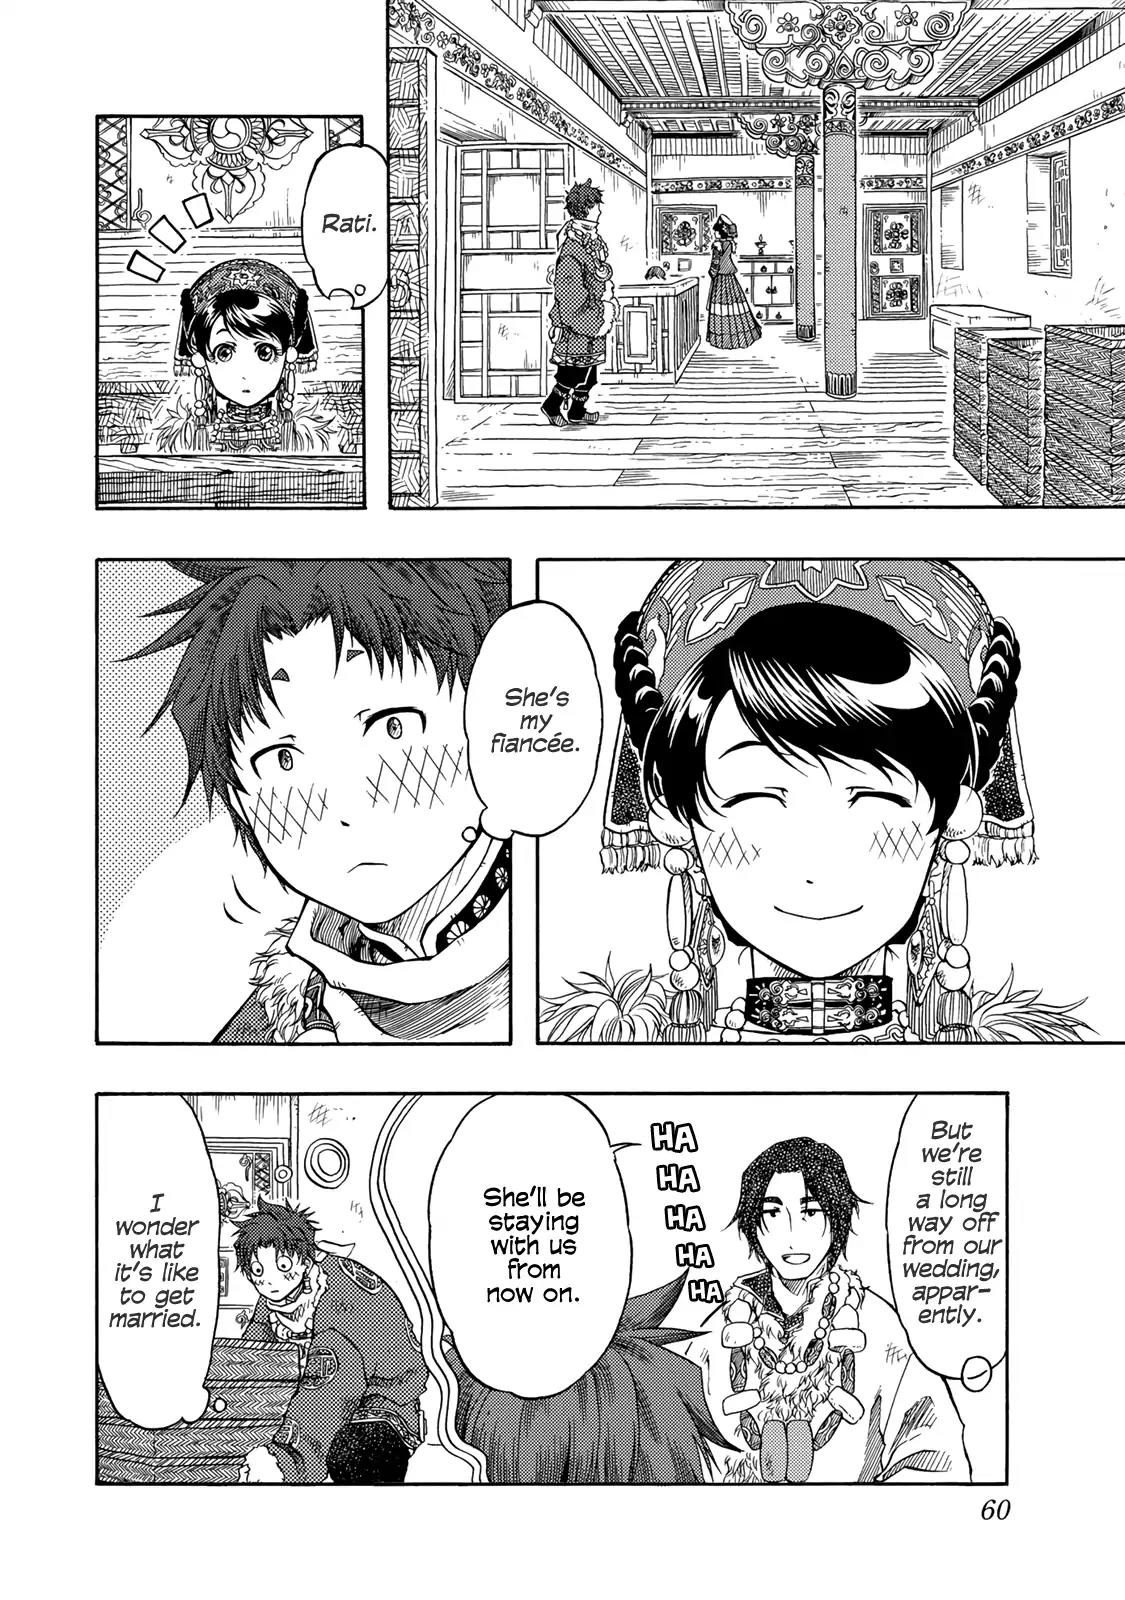 Rati.
She's
my
fiancée.
But
we're
still
a long
way off
from our
wedding,
appar-
ently.
HA
HA
HA
HA
HA
She'll be
staying
with us
from
now on.
I
wonder
what
it's like
to get
married.
60